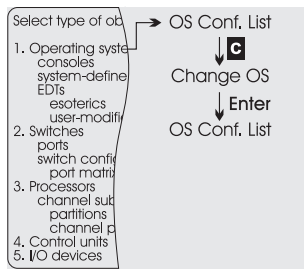 Select type of ob
1. Operating syste
consoles
system-define
EDTs
esoterics
user-modifi
2. Switches
ports
switch config
port matri
3. Processors
channel sub
partitions
channel p
4. Control units
5. I/O devices
OS Conf. List
C
Change OS
Enter
OS Conf. List